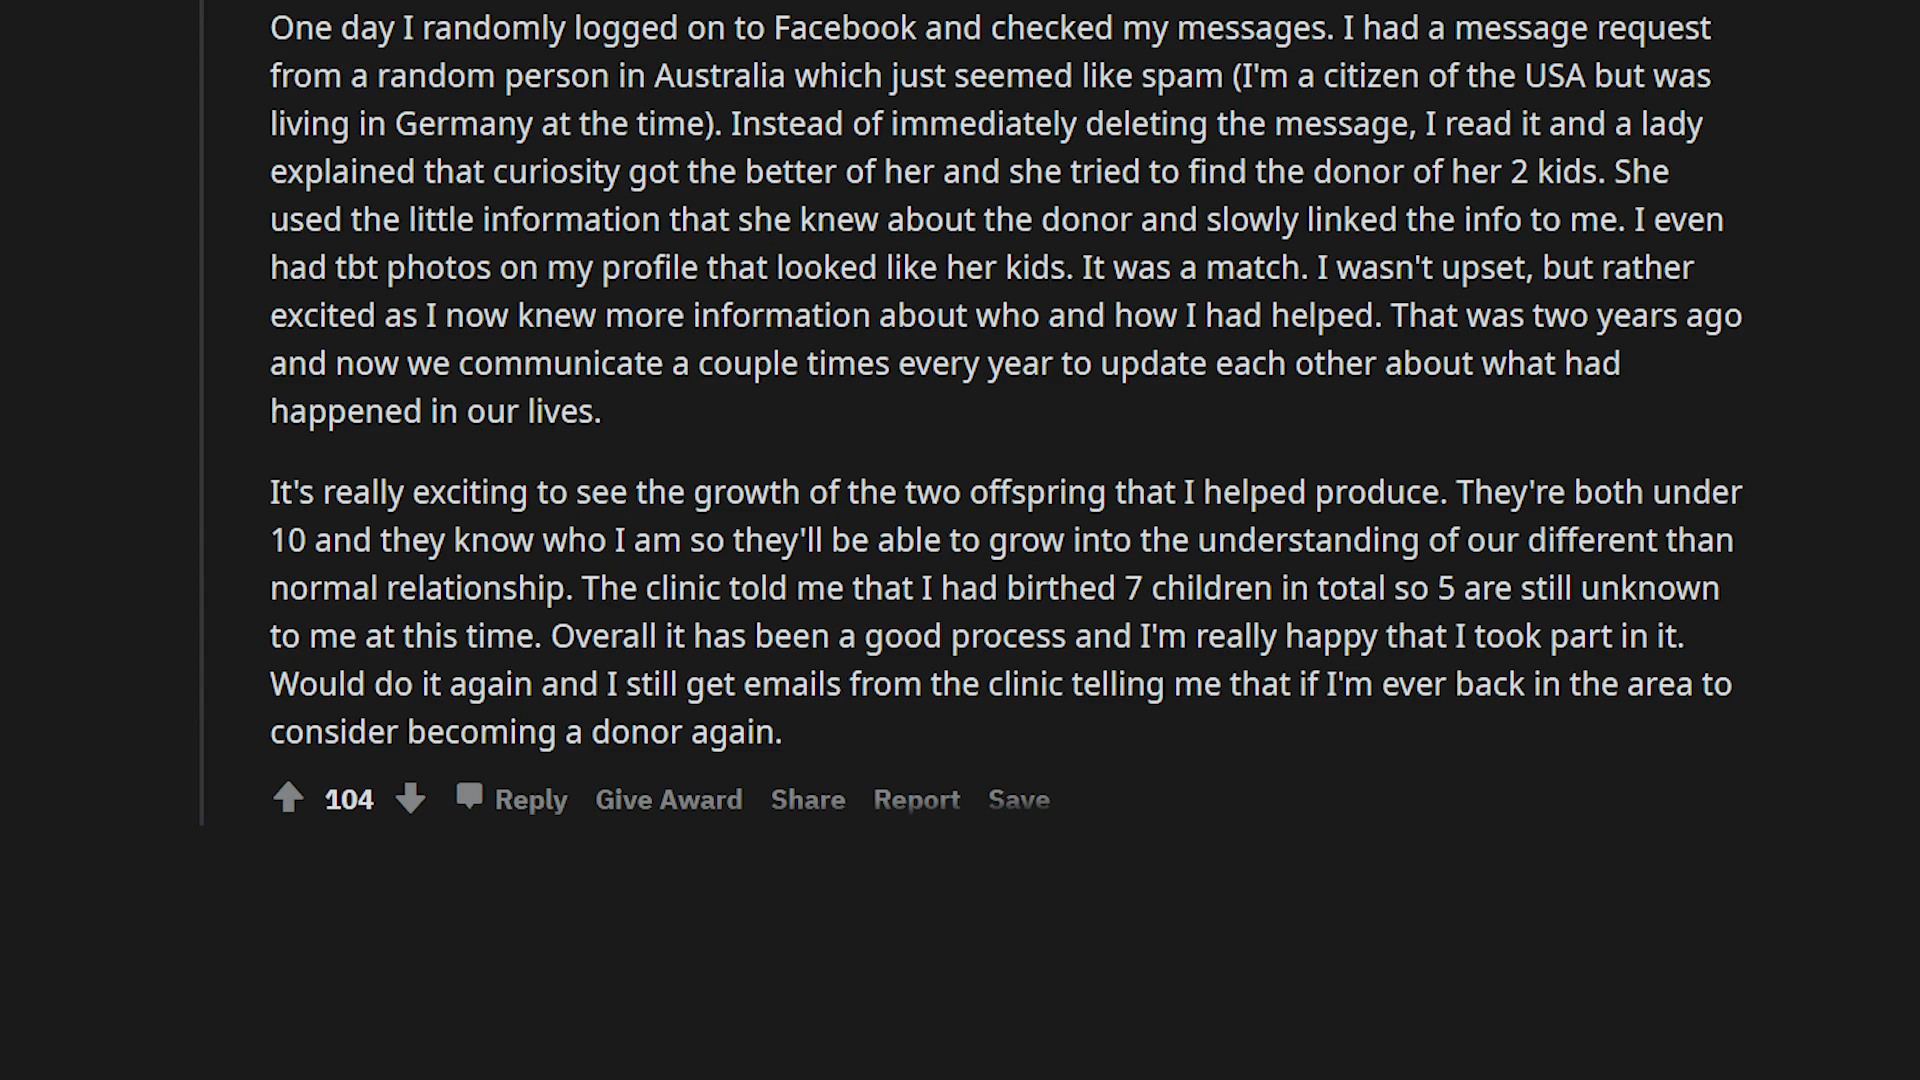 One day I randomly logged on to Facebook and checked my messages. I had a message request
from a random person in Australia which just seemed like spam (I'm a citizen of the USA but was
living in Germany at the time). Instead of immediately deleting the message, I read it and a lady
explained that curiosity got the better of her and she tried to find the donor of her 2 kids. She
used the little information that she knew about the donor and slowly linked the info to me. I even
had tbt photos on my profile that looked like her kids. It was a match. I wasn't upset, but rather
excited as I now knew more information about who and how I had helped. That was two years ago
and now we communicate a couple times every year to update each other about what had
happened in our lives.
It's really exciting to see the growth of the two offspring that I helped produce. They're both under
10 and they know who I am so they'll be able to grow into the understanding of our different than
normal relationship. The clinic told me that I had birthed 7 children in total so 5 are still unknown
to me at this time. Overall it has been a good process and I'm really happy that I took part in it.
Would do it again and I still get emails from the clinic telling me that if I'm ever back in the area to
consider becoming a donor again.
104 Reply Give Award Share Report Save